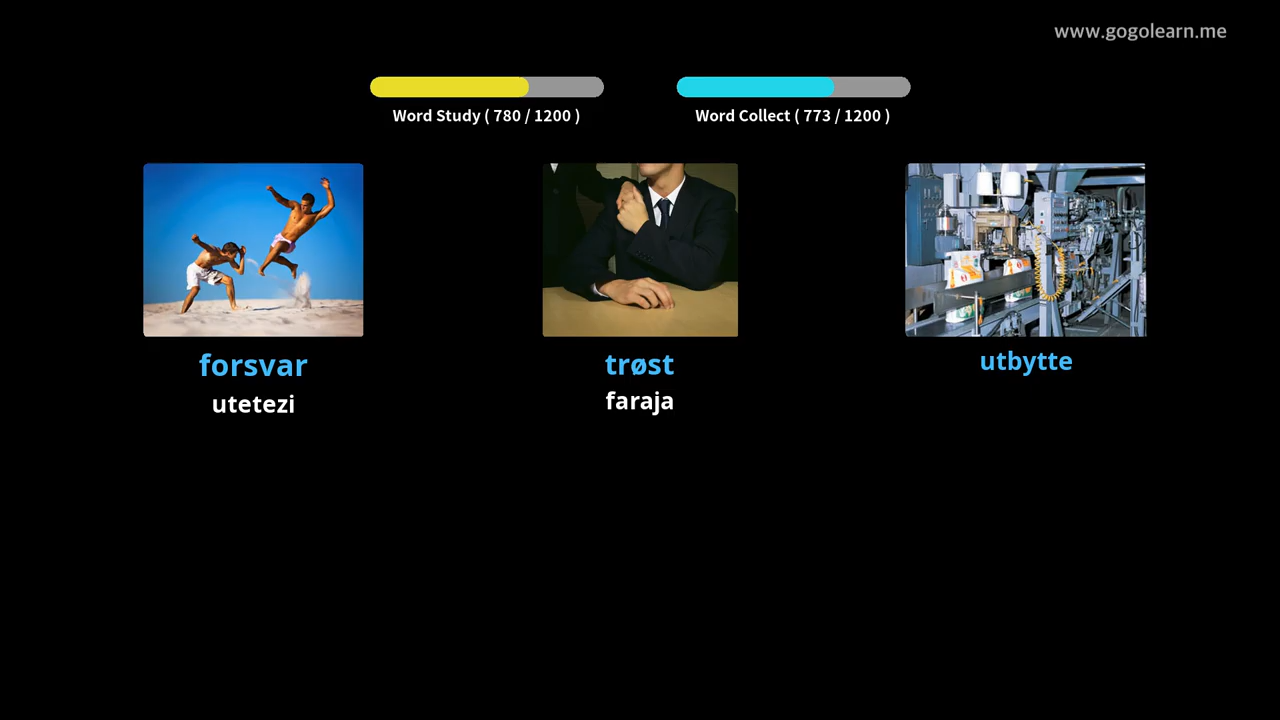 www.gogolearn.me
Word Study ( 780 / 1200 )
Word Collect ( 773 / 1200 )
forsvar
utetezi
trøst
faraja
utbytte